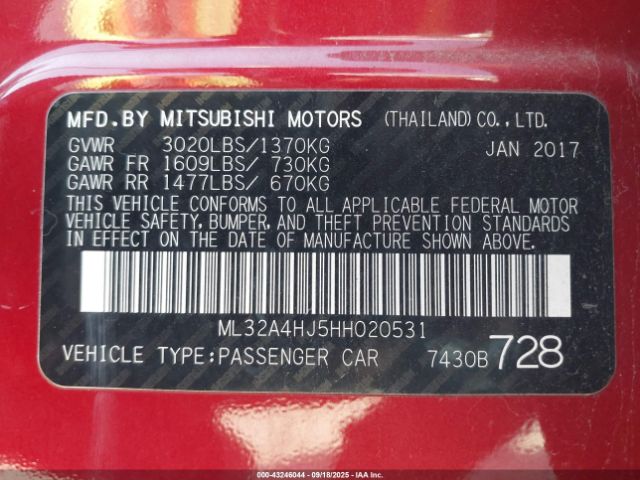 MFD.BY MITSUBISHI MOTORS (THAILAND)CO.,LTD.
GVWR 3020LBS/1370KG JAN 2017
GAWR FR 1609LBS/ 730KG
GAWR RR 1477LBS/ 670KG
THIS VEHICLE CONFORMS TO ALL APPLICABLE FEDERAL MOTOR
VEHICLE SAFETY, BUMPER, AND THEFT PREVENTION STANDARDS
IN EFFECT ON THE DATE OF MANUFACTURE SHOWN ABOVE.
ML32A4HJ5HH020531
VEHICLE TYPE:PASSENGER CAR 7430B 728
000-43246044 - 09/18/2025 - IAA Inc.